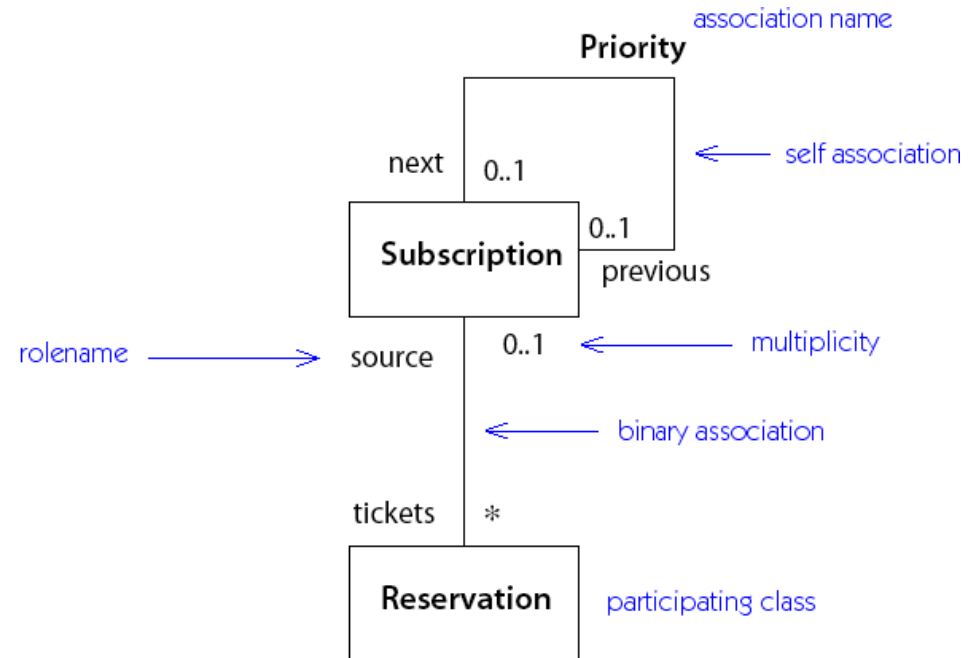 association name
Priority
next
0..1
self association
0..1
Subscription
previous
rolename
source
0..1
multiplicity
binary association
tickets
*
Reservation
participating class